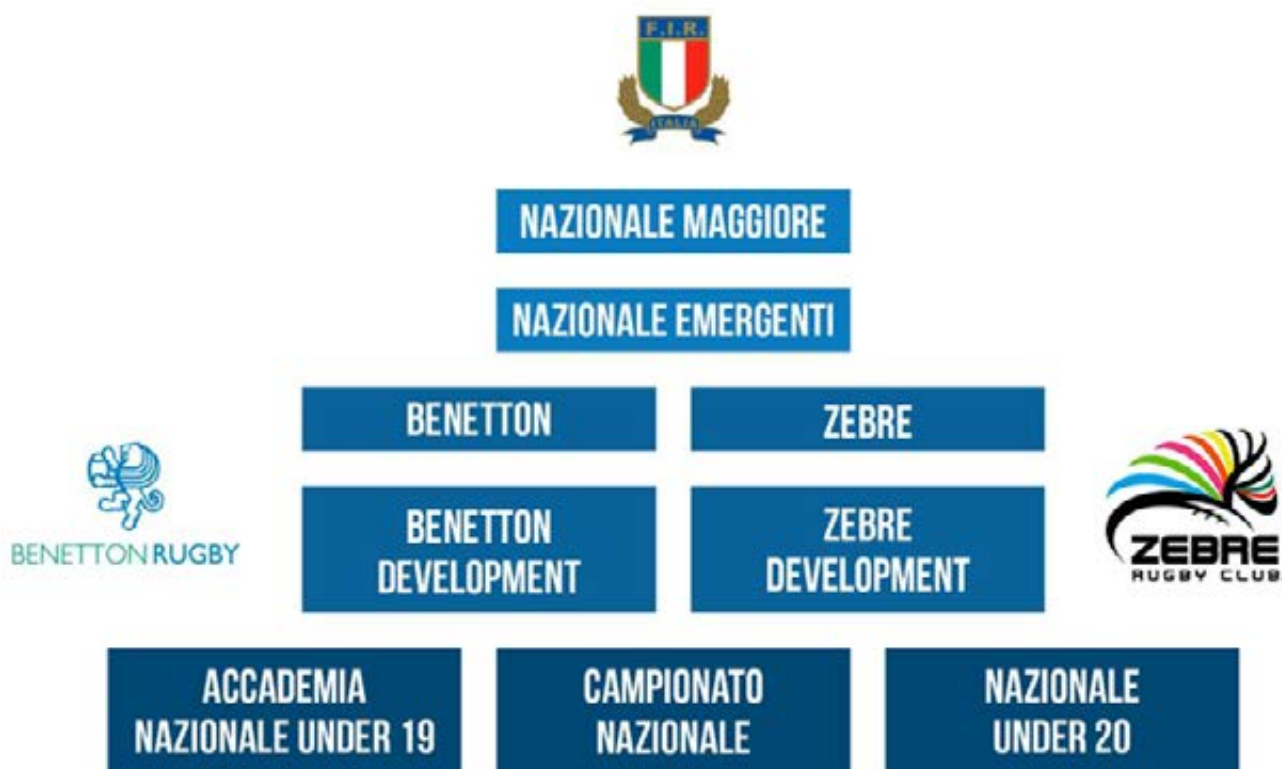 F.I.R.
ITALIA
NAZIONALE MAGGIORE
NAZIONALE EMERGENTI
BENETTON
ZEBRE
BENETTON RUGBY
BENETTON
DEVELOPMENT
ZEBRE
DEVELOPMENT
ZEBRE
RUGBY CLUB
ACCADEMIA
NAZIONALE UNDER 19
CAMPIONATO
NAZIONALE
NAZIONALE
UNDER 20